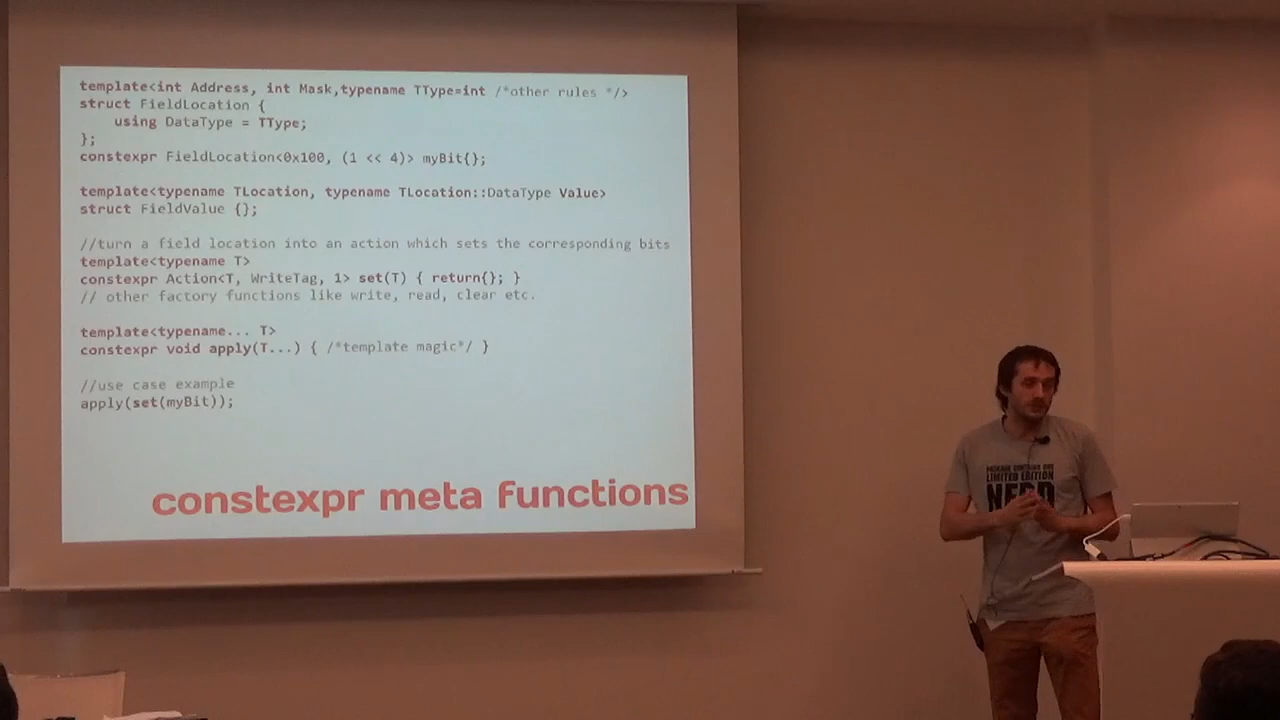 template<int Address, int Mask,typename TType=int /*other rules */>
struct FieldLocation {
using DataType = TType;
};
constexpr FieldLocation<0x100, (1 << 4)> myBit{};
template<typename TLocation, typename TLocation::DataType Value>
struct FieldValue {};
//turn a field location into an action which sets the corresponding bits
template<typename T>
constexpr Action<T, WriteTag, 1> set(T) { return{}; }
// other factory functions like write, read, clear etc.
template<typename... T>
constexpr void apply(T...) { /*template magic*/ }
//use case example
apply(set(myBit));
constexpr meta functions
LIMITED EDITION
NERD